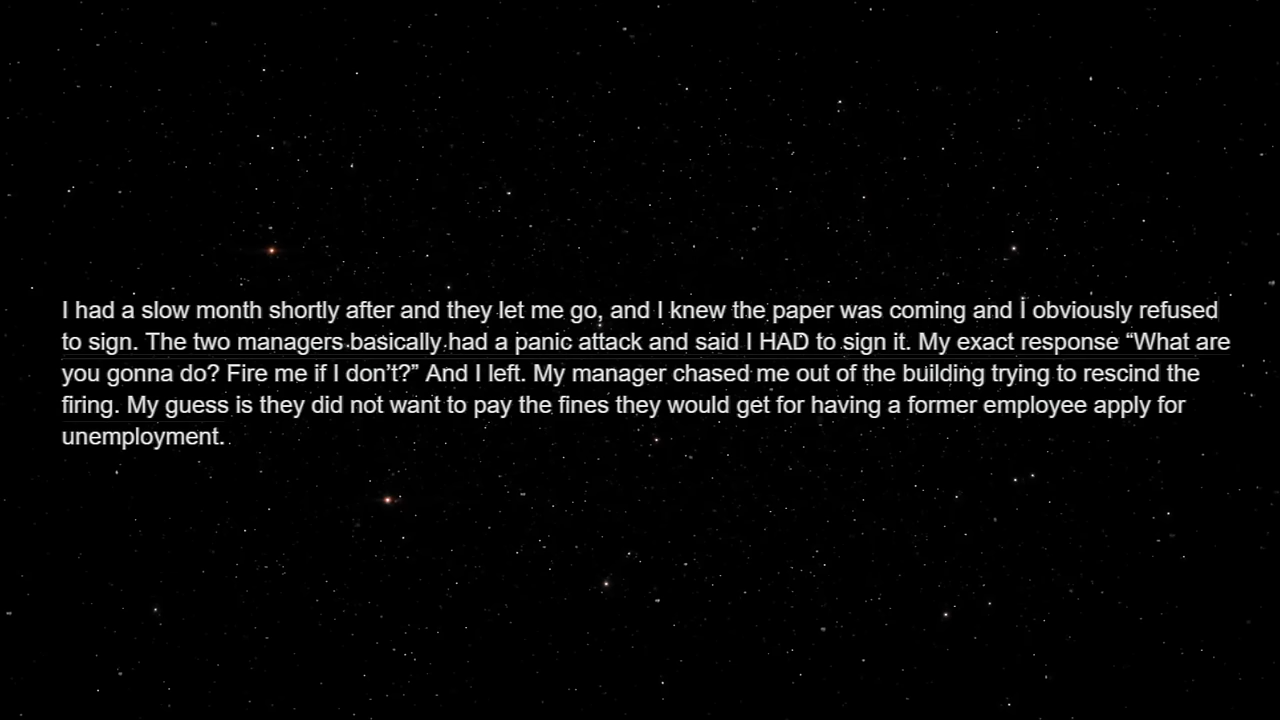 I had a slow month shortly after and they let me go, and I knew the paper was coming and I obviously refused
to sign. The two managers basically had a panic attack and said I HAD to sign it. My exact response “What are
you gonna do? Fire me if I don’t?” And I left. My manager chased me out of the building trying to rescind the
firing. My guess is they did not want to pay the fines they would get for having a former employee apply for
unemployment.